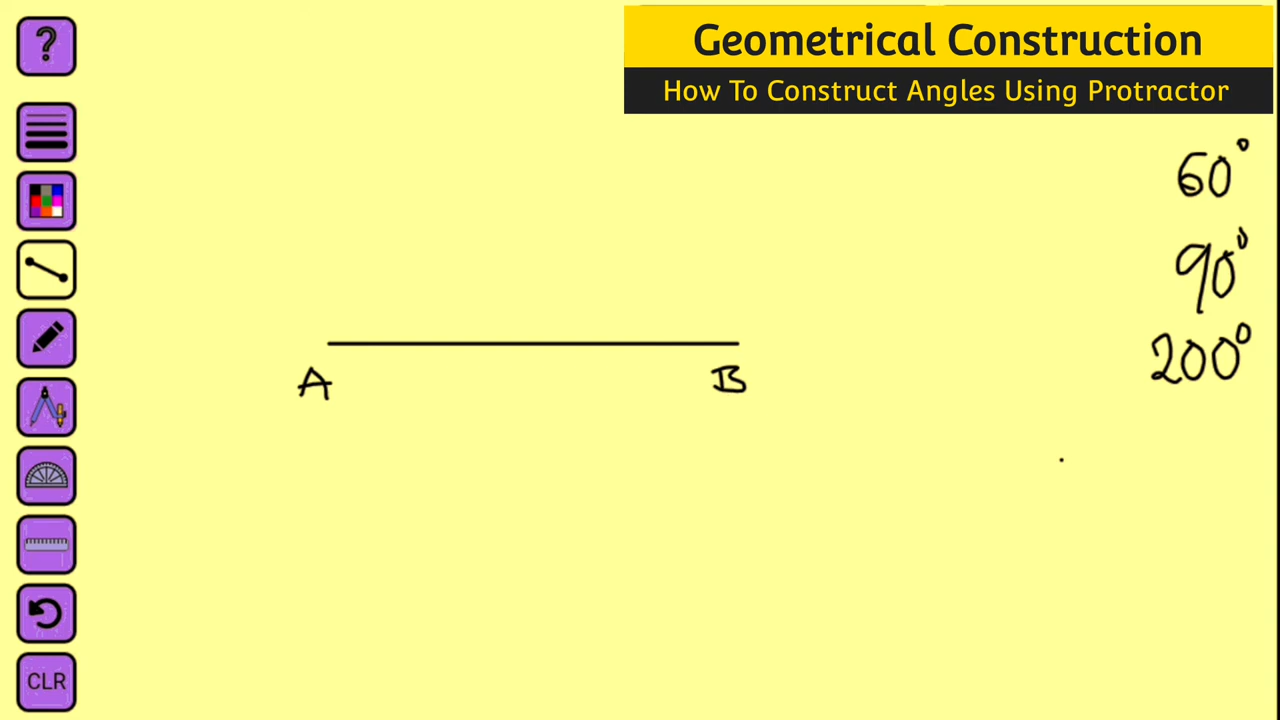 ?
Geometrical Construction
How To Construct Angles Using Protractor
60°
90°
200°
A B
CLR